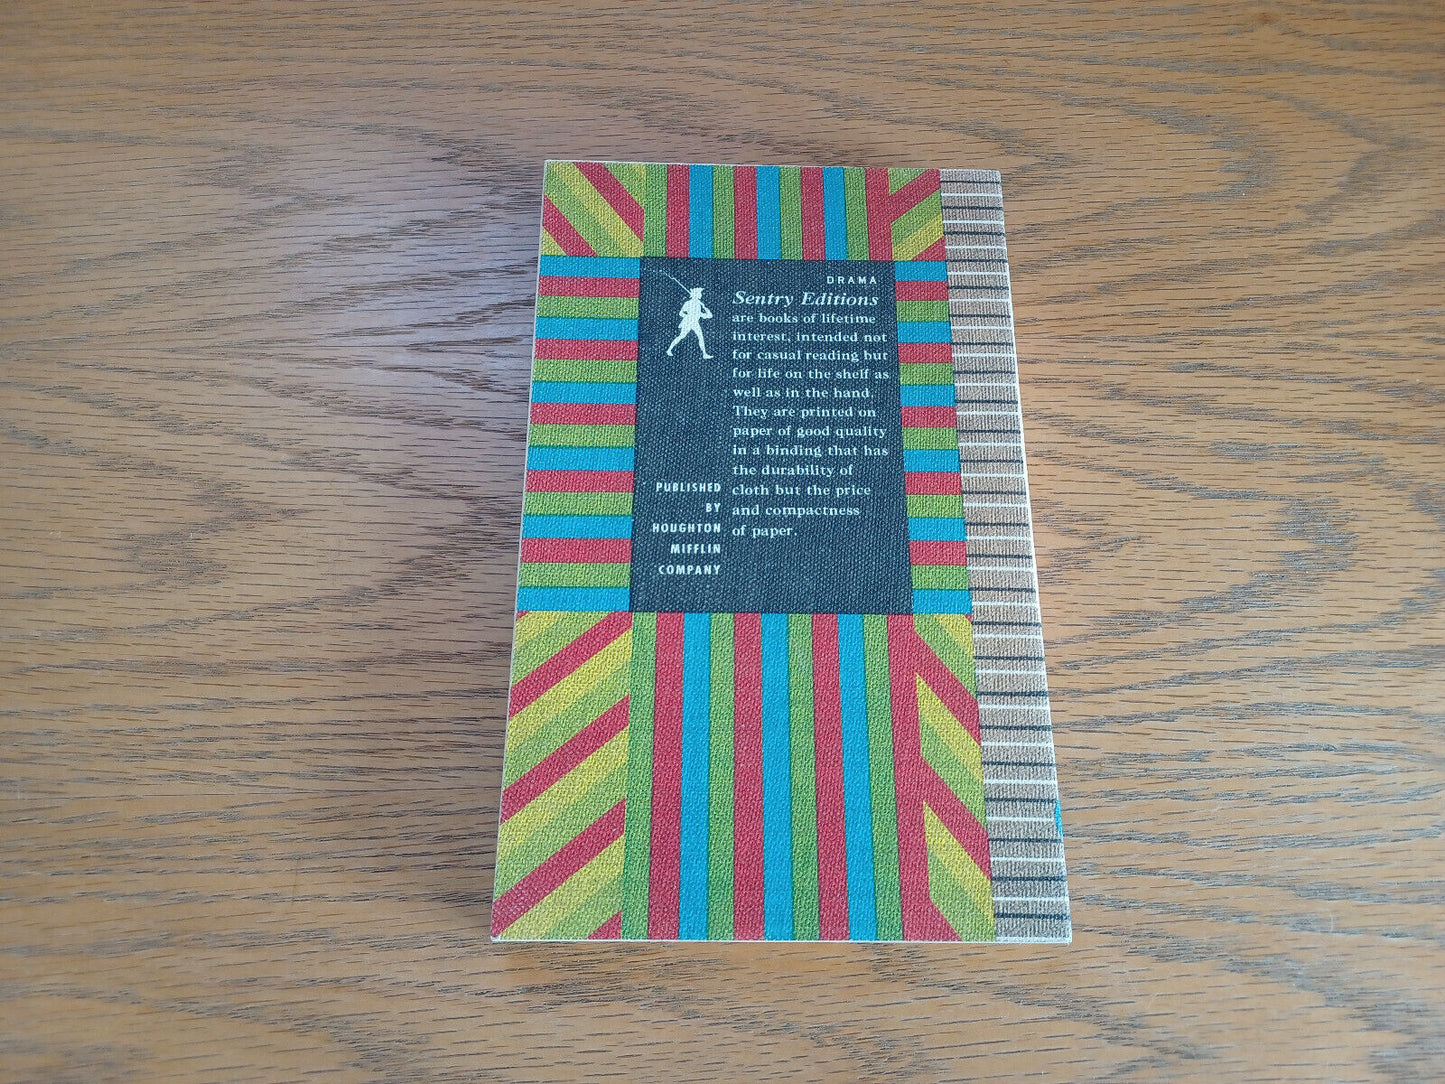 DRAMA
Sentry Editions
are books of lifetime
interest, intended not
for casual reading but
for life on the shelf as
well as in the hand.
They are printed on
paper of good quality
in a binding that has
the durability of
cloth but the price
and compactness
of paper.
PUBLISHED
BY
HOUGHTON
MIFFLIN
COMPANY